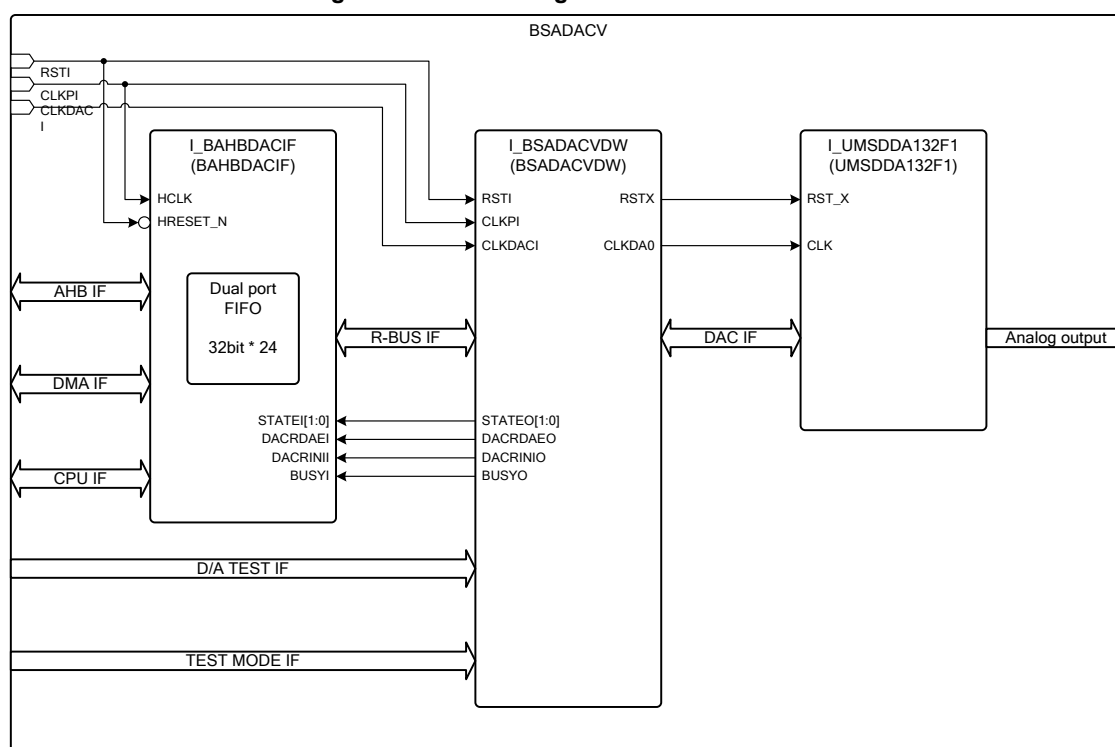 BSADACV
RSTI
CLKPI
CLKDAC
I
I_BAHBDACIF
(BAHBDACIF)
HCLK
HRESET_N
Dual port
FIFO
32bit * 24
STATEI[1:0]
DACRDAEI
DACRINII
BUSYI
AHB IF
DMA IF
CPU IF
R-BUS IF
I_BSADACVDW
(BSADACVDW)
RSTI
CLKPI
CLKDACI
RSTX
CLKDA0
STATEO[1:0]
DACRDAEO
DACRINIO
BUSYO
DAC IF
I_UMSDDA132F1
(UMSDDA132F1)
RST_X
CLK
Analog output
D/A TEST IF
TEST MODE IF